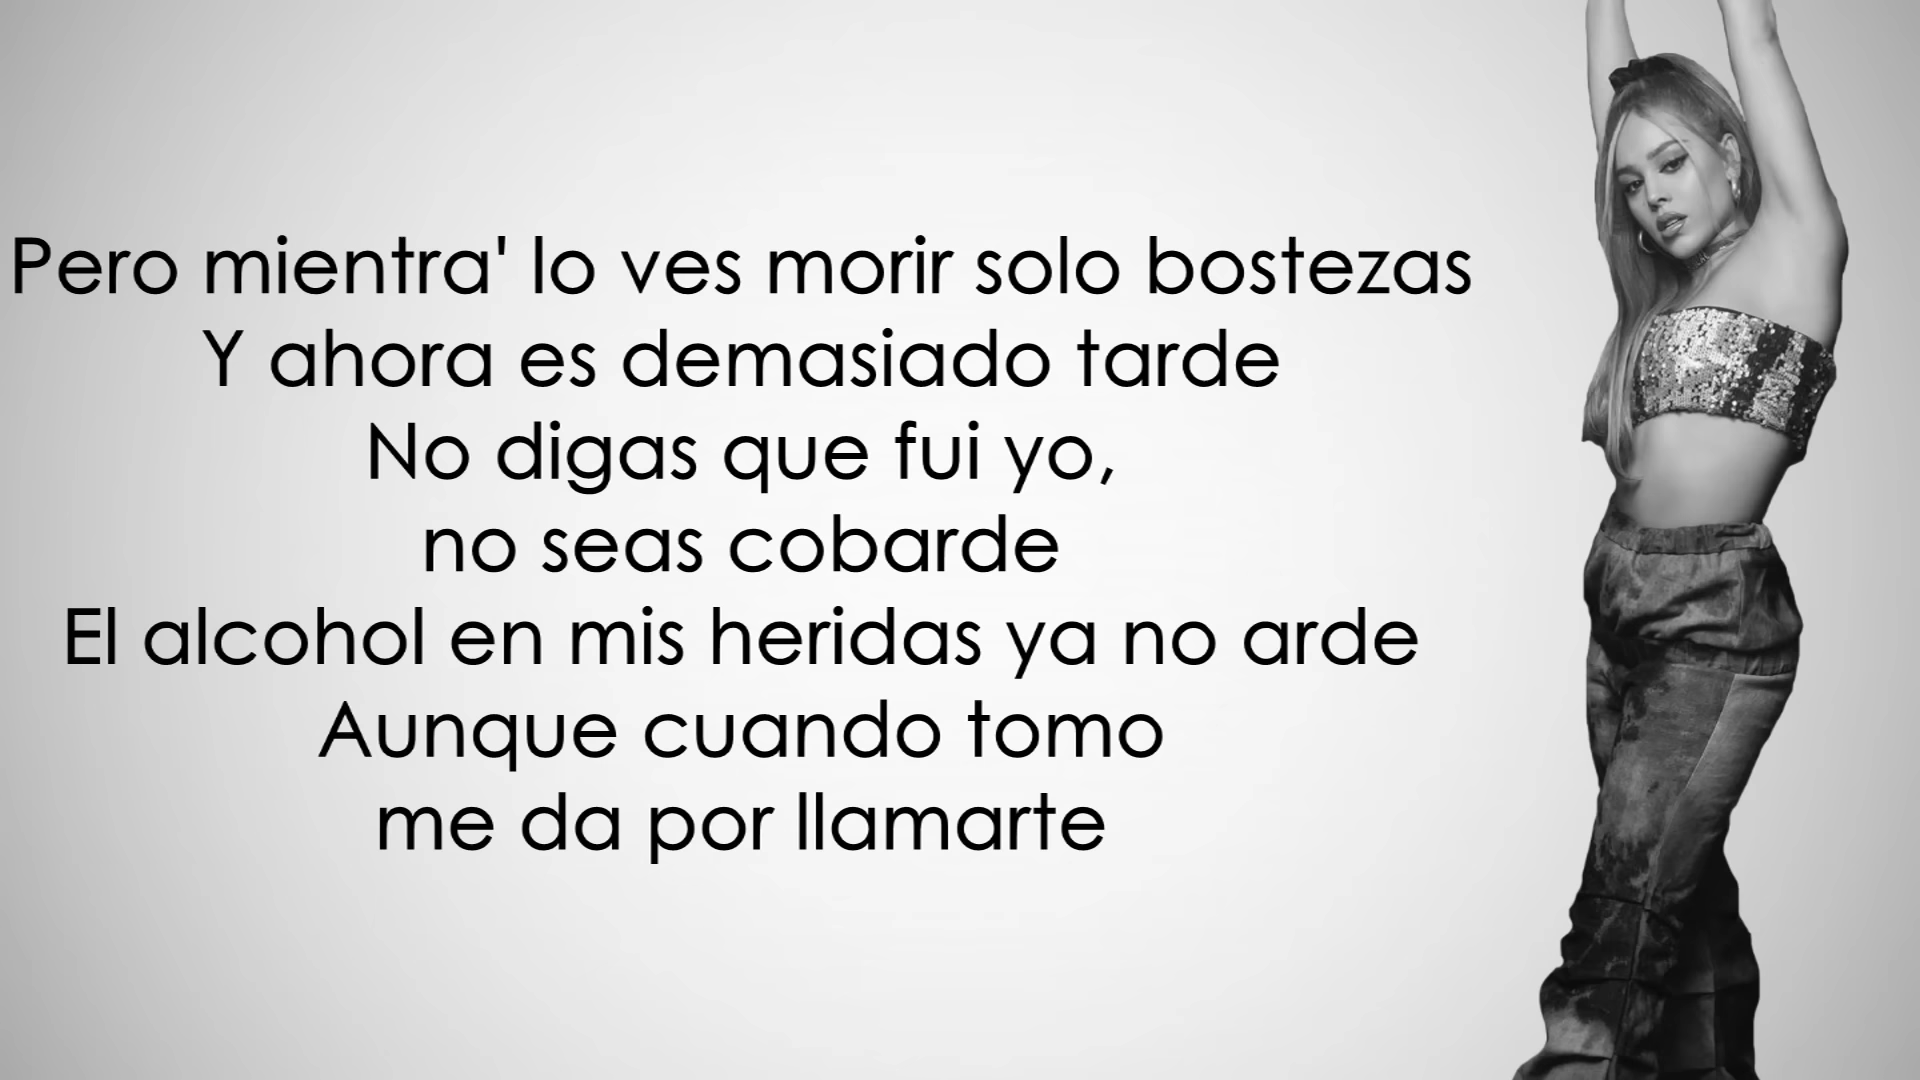 Pero mientra' lo ves morir solo bostezas
Y ahora es demasiado tarde
No digas que fui yo,
no seas cobarde
El alcohol en mis heridas ya no arde
Aunque cuando tomo
me da por llamarte